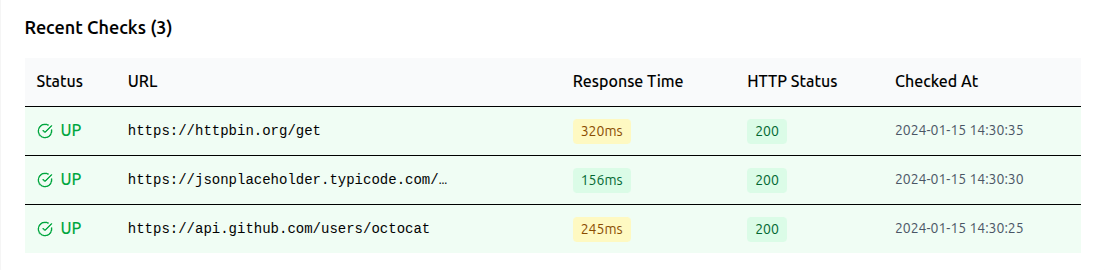 Recent Checks (3)
Status URL Response Time HTTP Status Checked At
UP https://httpbin.org/get 320ms 200 2024-01-15 14:30:35
UP https://jsonplaceholder.typicode.com/… 156ms 200 2024-01-15 14:30:30
UP https://api.github.com/users/octocat 245ms 200 2024-01-15 14:30:25